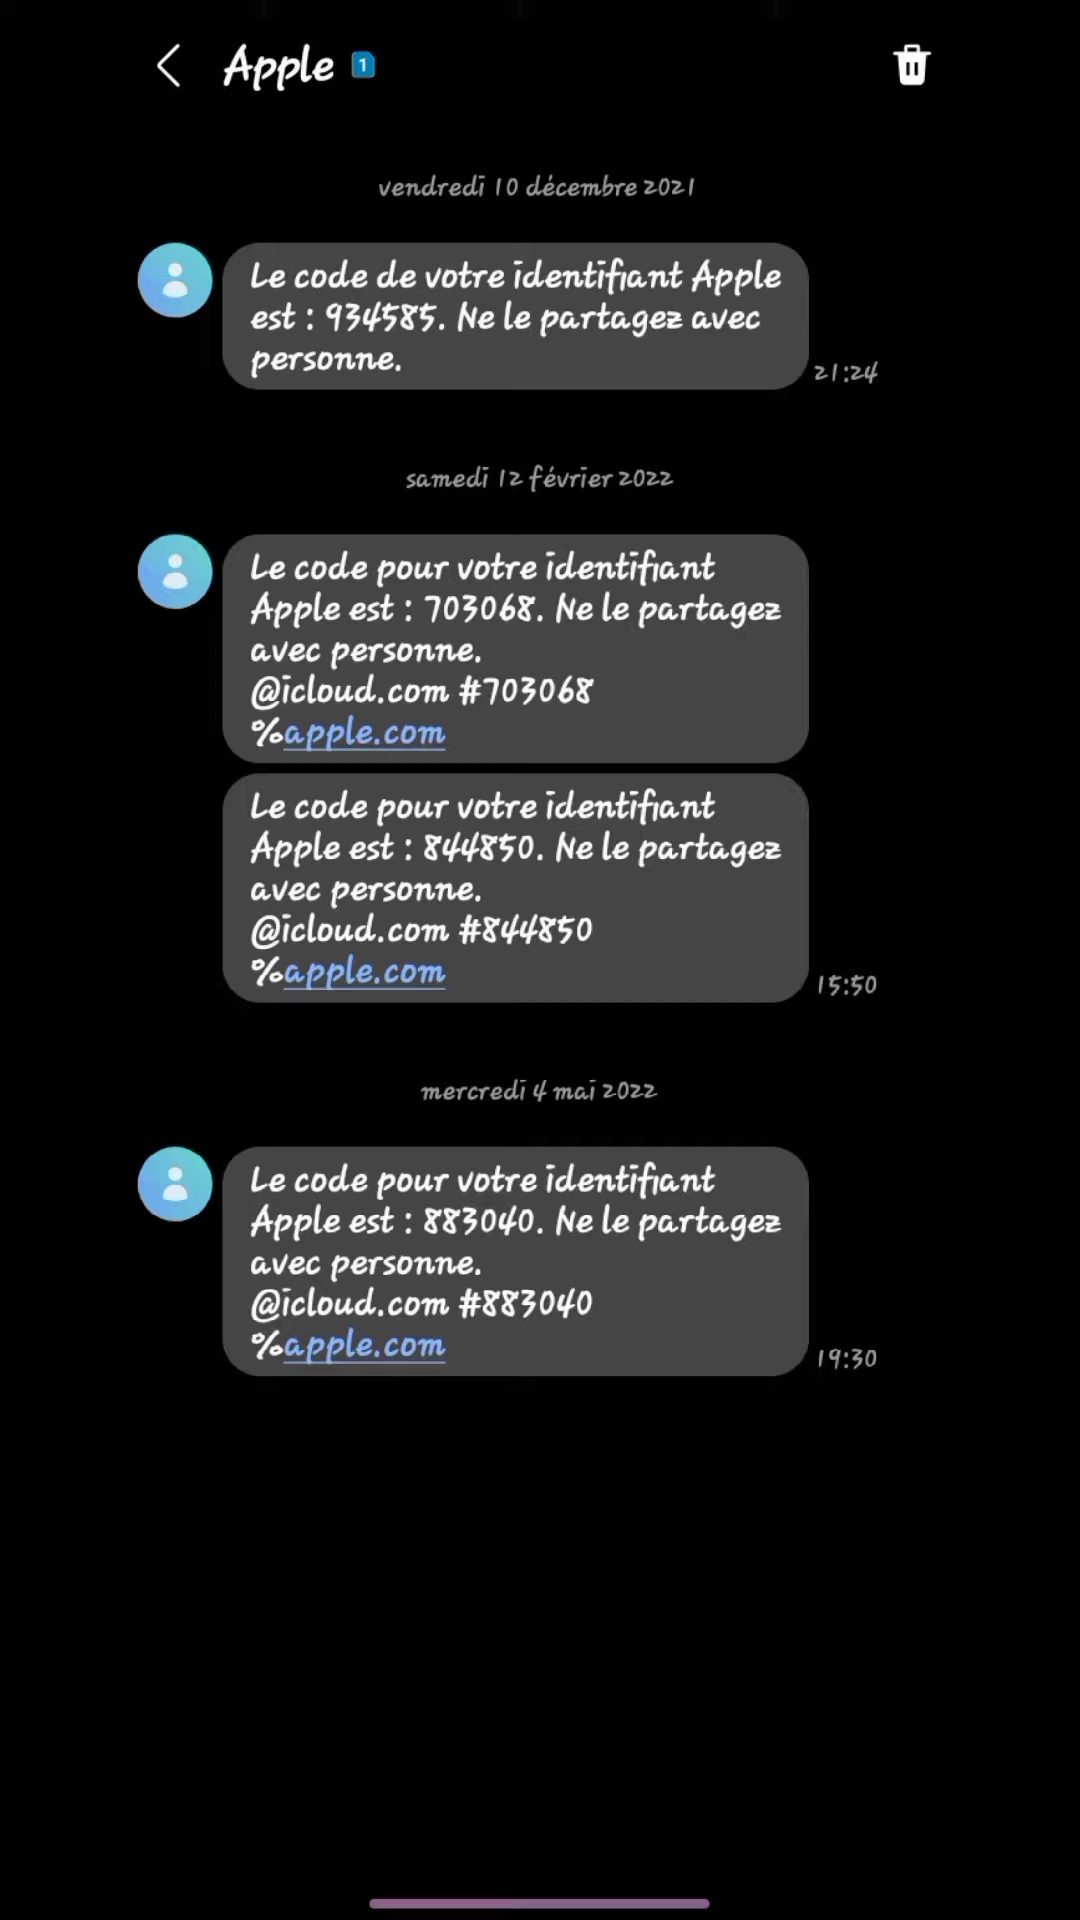 Apple 1
vendredi 10 décembre 2021
Le code de votre identifiant Apple
est : 934585. Ne le partagez avec
personne.
21:24
samedi 12 février 2022
Le code pour votre identifiant
Apple est : 703068. Ne le partagez
avec personne.
@icloud.com #703068
%apple.com
Le code pour votre identifiant
Apple est : 844850. Ne le partagez
avec personne.
@icloud.com #844850
%apple.com
15:50
mercredi 4 mai 2022
Le code pour votre identifiant
Apple est : 883040. Ne le partagez
avec personne.
@icloud.com #883040
%apple.com
19:30